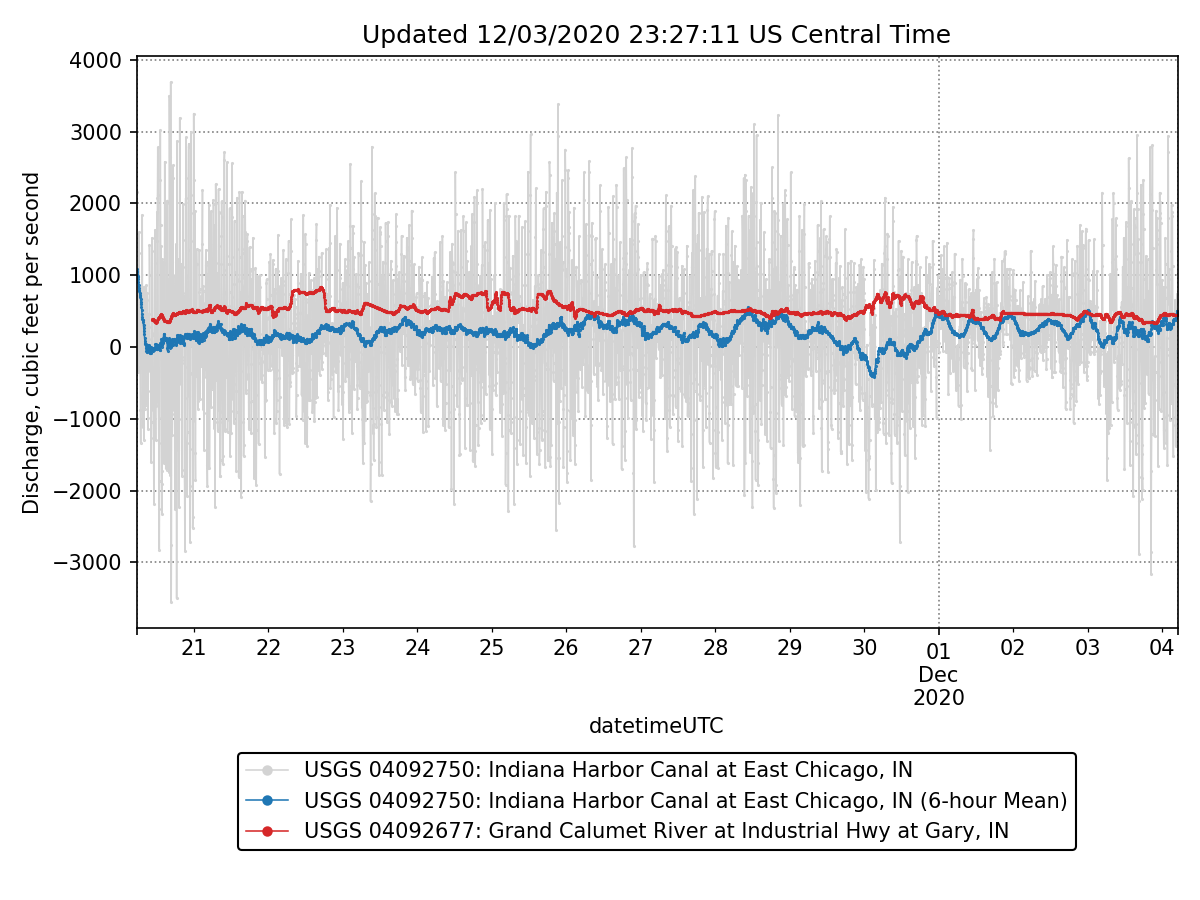 Updated 12/03/2020 23:27:11 US Central Time
Discharge, cubic feet per second
4000
3000
2000
1000
0
−1000
−2000
−3000
21 22 23 24 25 26 27 28 29 30 01 02 03 04
Dec
2020
datetimeUTC
USGS 04092750: Indiana Harbor Canal at East Chicago, IN
USGS 04092750: Indiana Harbor Canal at East Chicago, IN (6-hour Mean)
USGS 04092677: Grand Calumet River at Industrial Hwy at Gary, IN